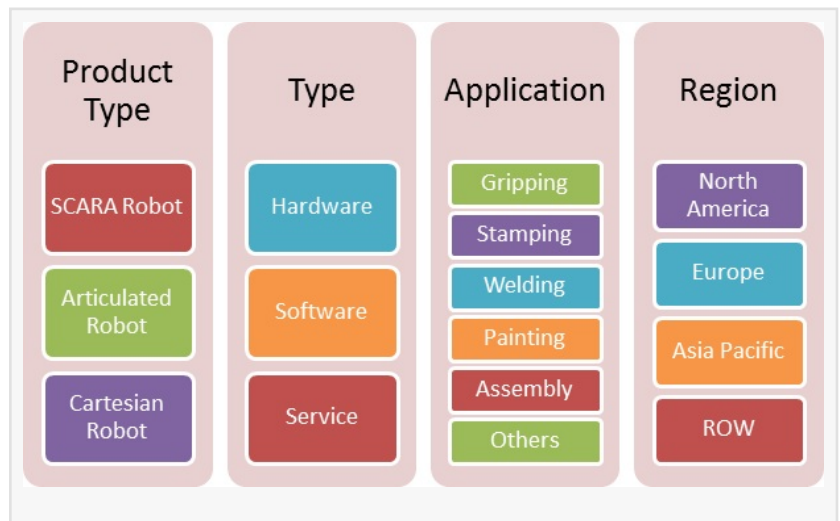 Product
Type
SCARA Robot
Articulated
Robot
Cartesian
Robot
Type
Hardware
Software
Service
Application
Gripping
Stamping
Welding
Painting
Assembly
Others
Region
North
America
Europe
Asia Pacific
ROW